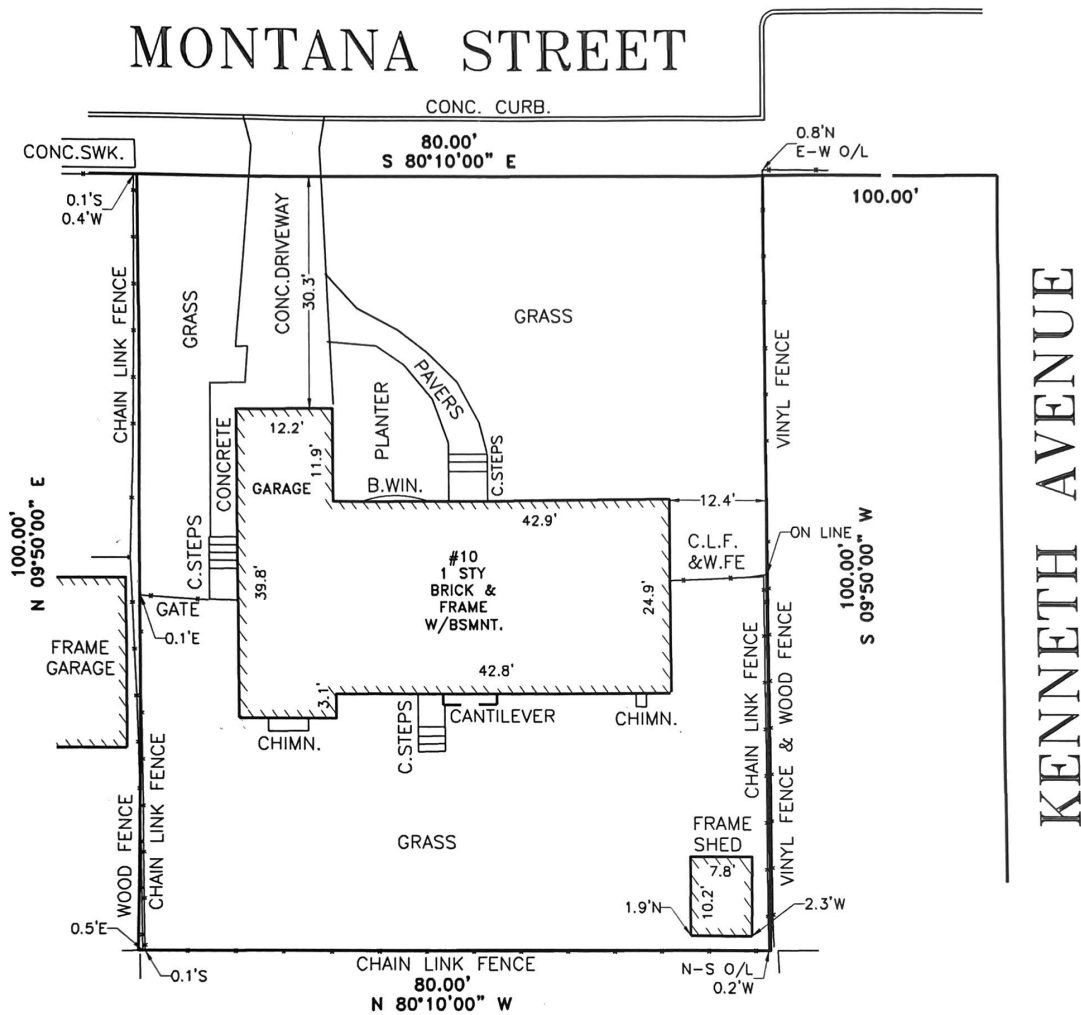 MONTANA STREET
CONC. CURB.
80.00'
S 80°10'00" E
CONC.SWK.
0.8'N
E-W O/L
0.1'S
0.4'W
100.00'
CHAIN LINK FENCE
GRASS
CONC.DRIVEWAY
30.3'
GRASS
VINYL FENCE
KENNETH AVENUE
PAVERS
PLANTER
12.2'
11.9'
GARAGE
CONCRETE
B.WIN.
C.STEPS
12.4'
42.9'
ON LINE
C.L.F.
&W.FE
#10
1 STY
BRICK &
FRAME
W/BSMNT.
39.8'
24.9'
C.STEPS
100.00'
N 09°50'00" E
100.00'
S 09°50'00" W
GATE
0.1'E
FRAME
GARAGE
42.8'
3.1'
CANTILEVER
CHIMN.
CHIMN.
C.STEPS
CHAIN LINK FENCE
VINYL FENCE & WOOD FENCE
WOOD FENCE
CHAIN LINK FENCE
GRASS
FRAME
SHED
7.8'
10.2'
1.9'N
2.3'W
0.5'E
0.1'S
CHAIN LINK FENCE
80.00'
N 80°10'00" W
N-S O/L
0.2'W